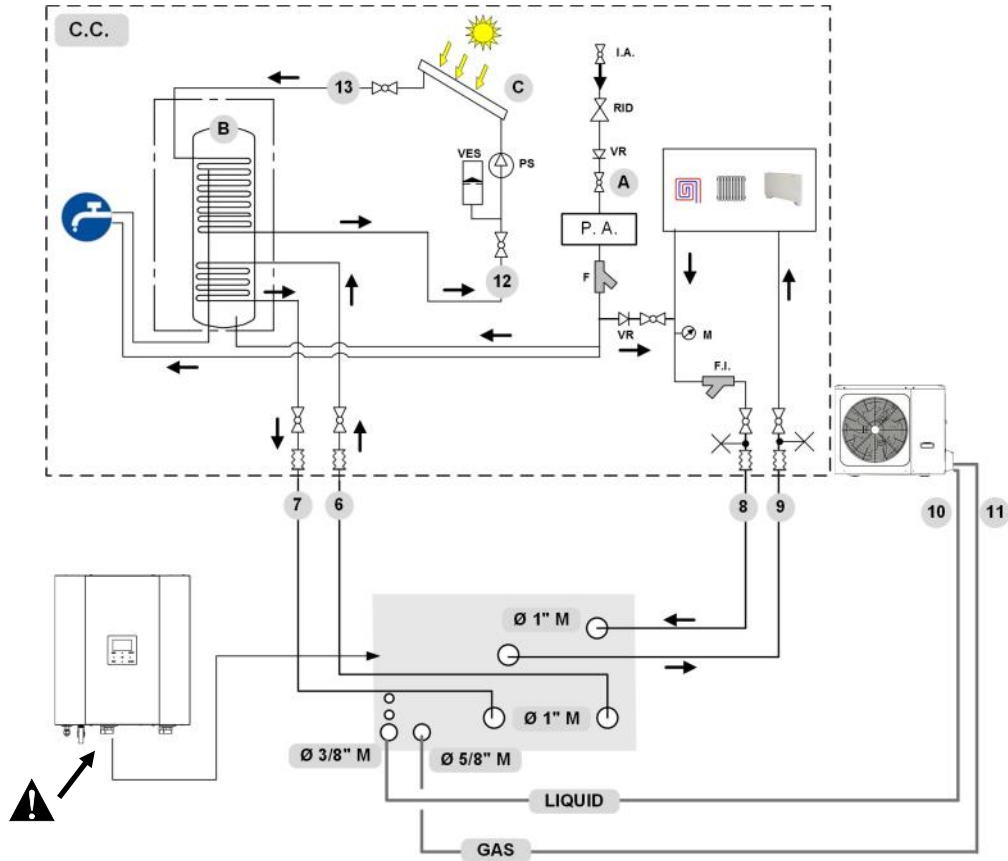 C.C.
I.A.
13
C
RID
B
VES
PS
VR
A
P. A.
12
F
VR
M
F.I.
7
6
8
9
10
11
Ø 1" M
Ø 1" M
Ø 3/8" M
Ø 5/8" M
LIQUID
GAS